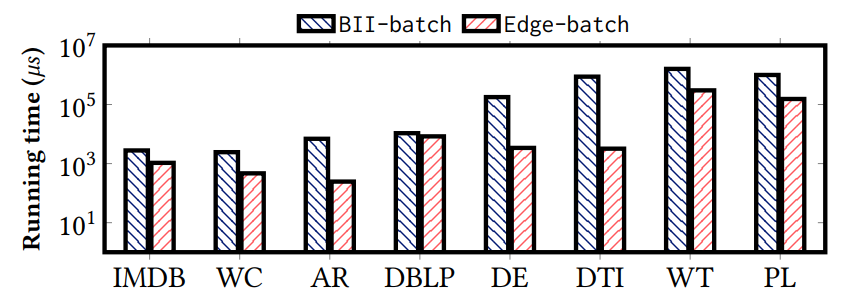 BII-batch Edge-batch
Running time (μs)
10^7
10^5
10^3
10^1
IMDB WC AR DBLP DE DTI WT PL